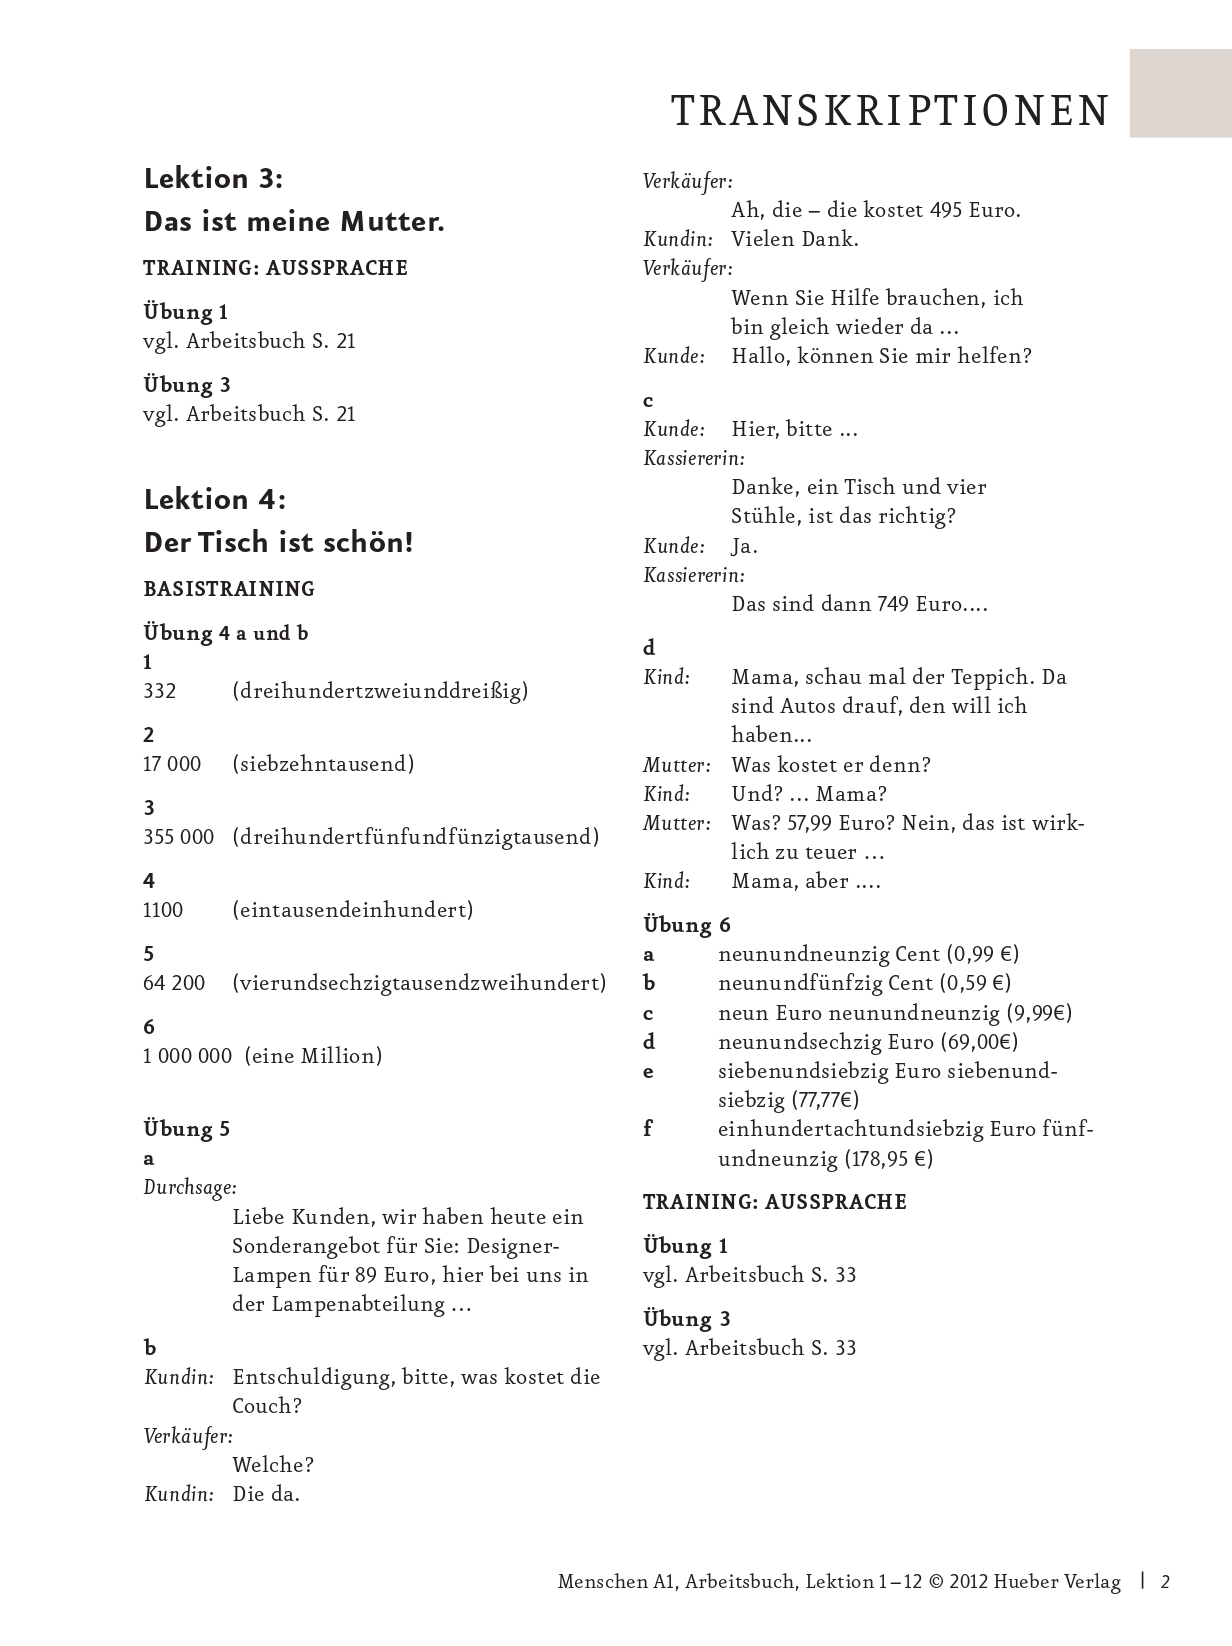 TRANSKRIPTIONEN
Lektion 3:
Das ist meine Mutter.
TRAINING: AUSSPRACHE
Übung 1
vgl. Arbeitsbuch S. 21
Übung 3
vgl. Arbeitsbuch S. 21
Lektion 4:
Der Tisch ist schön!
BASISTRAINING
Übung 4 a und b
1
332 (dreihundertzweiunddreißig)
2
17 000 (siebzehntausend)
3
355 000 (dreihundertfünfundfünzigtausend)
4
1100 (eintausendeinhundert)
5
64 200 (vierundsechzigtausendzweihundert)
6
1 000 000 (eine Million)
Übung 5
a
Durchsage:
Liebe Kunden, wir haben heute ein
Sonderangebot für Sie: Designer-
Lampen für 89 Euro, hier bei uns in
der Lampenabteilung ...
b
Kundin: Entschuldigung, bitte, was kostet die
Couch?
Verkäufer:
Welche?
Kundin: Die da.
Verkäufer:
Ah, die – die kostet 495 Euro.
Kundin: Vielen Dank.
Verkäufer:
Wenn Sie Hilfe brauchen, ich
bin gleich wieder da ...
Kunde: Hallo, können Sie mir helfen?
c
Kunde: Hier, bitte ...
Kassiererin:
Danke, ein Tisch und vier
Stühle, ist das richtig?
Kunde: Ja.
Kassiererin:
Das sind dann 749 Euro....
d
Kind: Mama, schau mal der Teppich. Da
sind Autos drauf, den will ich
haben...
Mutter: Was kostet er denn?
Kind: Und? ... Mama?
Mutter: Was? 57,99 Euro? Nein, das ist wirk-
lich zu teuer ...
Kind: Mama, aber ....
Übung 6
a neunundneunzig Cent (0,99 €)
b neunundfünfzig Cent (0,59 €)
c neun Euro neunundneunzig (9,99€)
d neunundsechzig Euro (69,00€)
e siebenundsiebzig Euro siebenund-
siebzig (77,77€)
f einhundertachtundsiebzig Euro fünf-
undneunzig (178,95 €)
TRAINING: AUSSPRACHE
Übung 1
vgl. Arbeitsbuch S. 33
Übung 3
vgl. Arbeitsbuch S. 33
Menschen A1, Arbeitsbuch, Lektion 1–12 © 2012 Hueber Verlag | 2